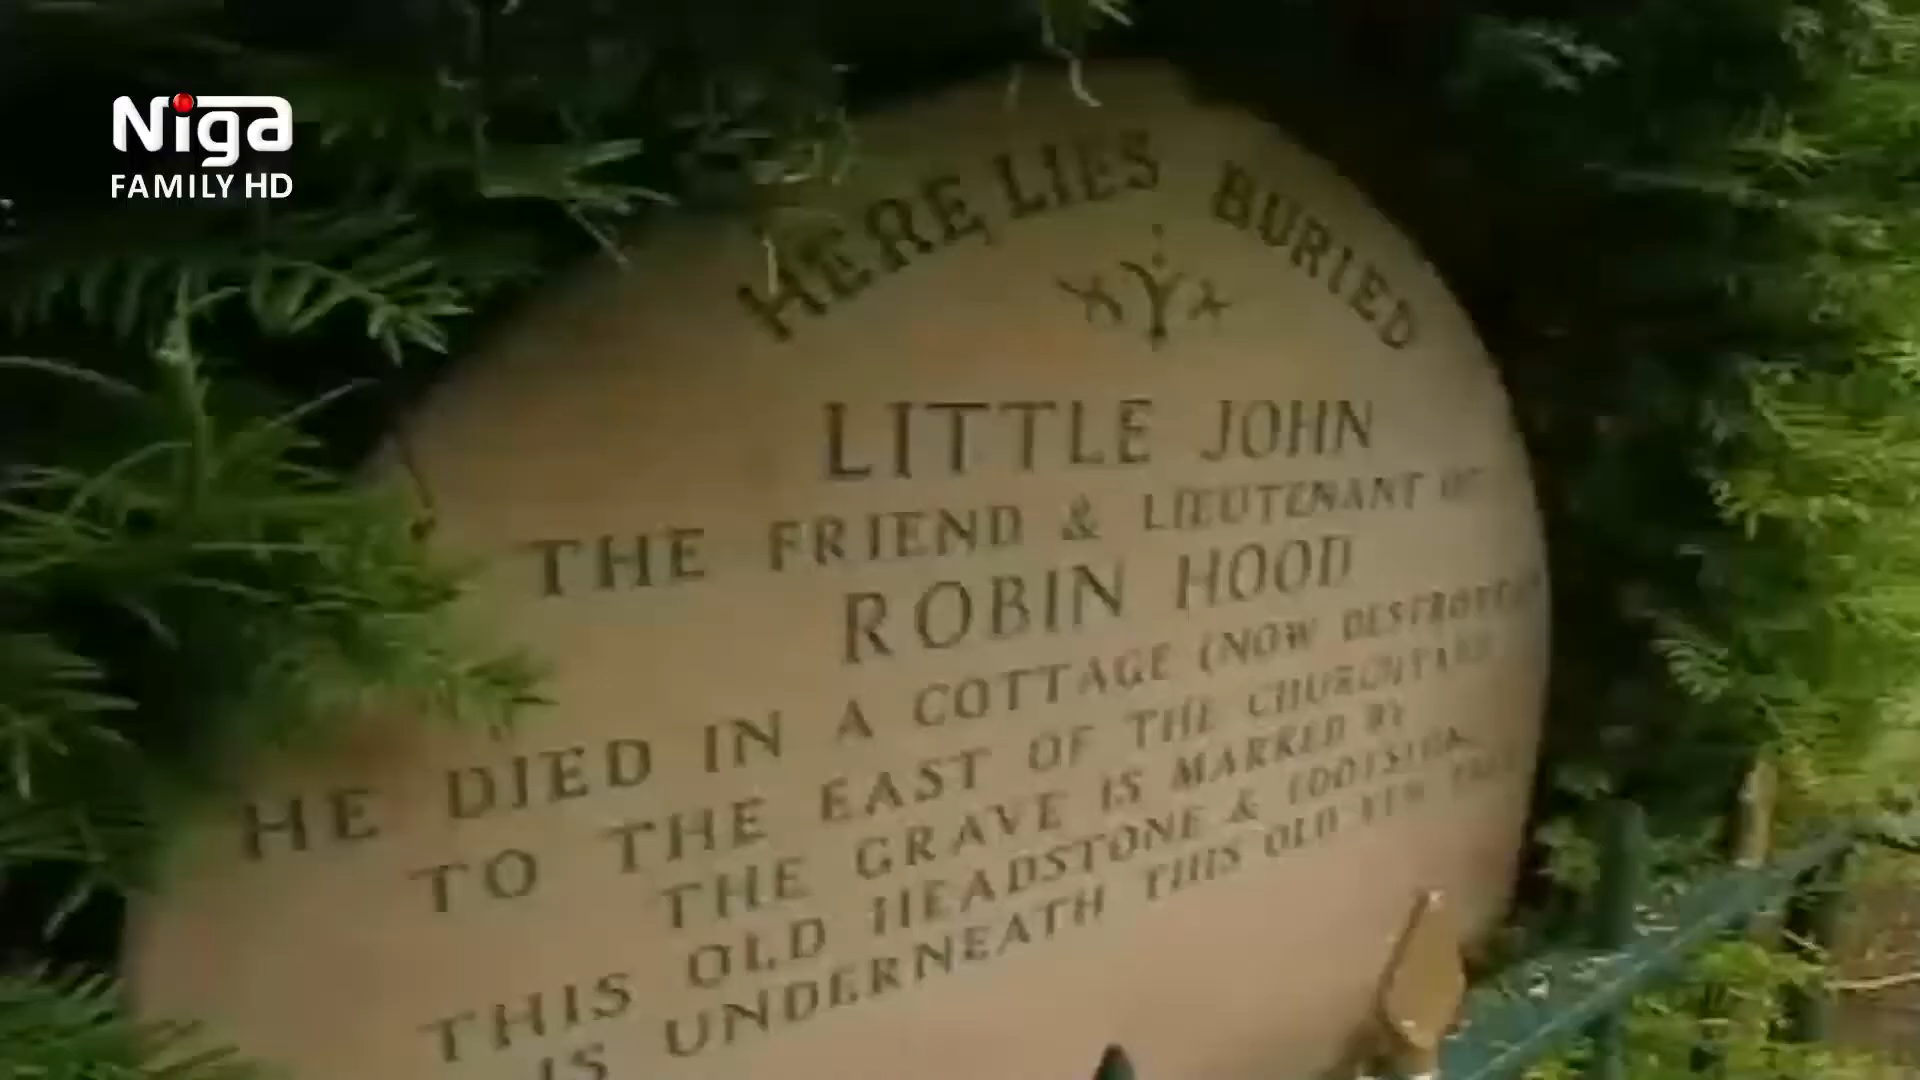 Niga
FAMILY HD
HERE LIES BURIED
LITTLE JOHN
THE FRIEND & LIEUTENANT OF
ROBIN HOOD
HE DIED IN A COTTAGE (NOW DESTROYED)
TO THE EAST OF THE CHURCHYARD
THE GRAVE IS MARKED BY
THIS OLD HEADSTONE & FOOTSTONE
IS UNDERNEATH THIS OLD YEW TREE